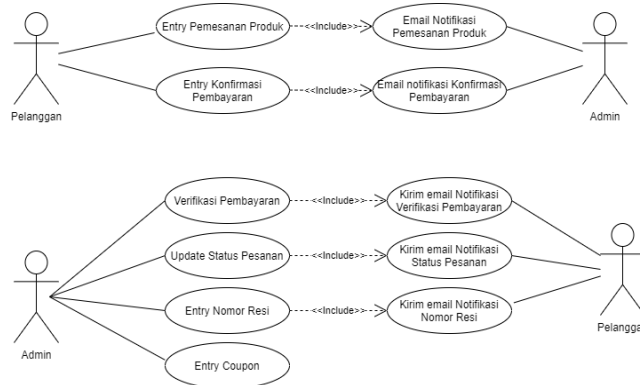 Entry Pemesanan Produk
<<Include>>
Email Notifikasi
Pemesanan Produk
Entry Konfirmasi
Pembayaran
<<Include>>
Email notifikasi Konfirmasi
Pembayaran
Pelanggan
Admin
Verifikasi Pembayaran
<<Include>>
Kirim email Notifikasi
Verifikasi Pembayaran
Update Status Pesanan
<<Include>>
Kirim email Notifikasi
Status Pesanan
Entry Nomor Resi
<<Include>>
Kirim email Notifikasi
Nomor Resi
Admin
Pelanggan
Entry Coupon